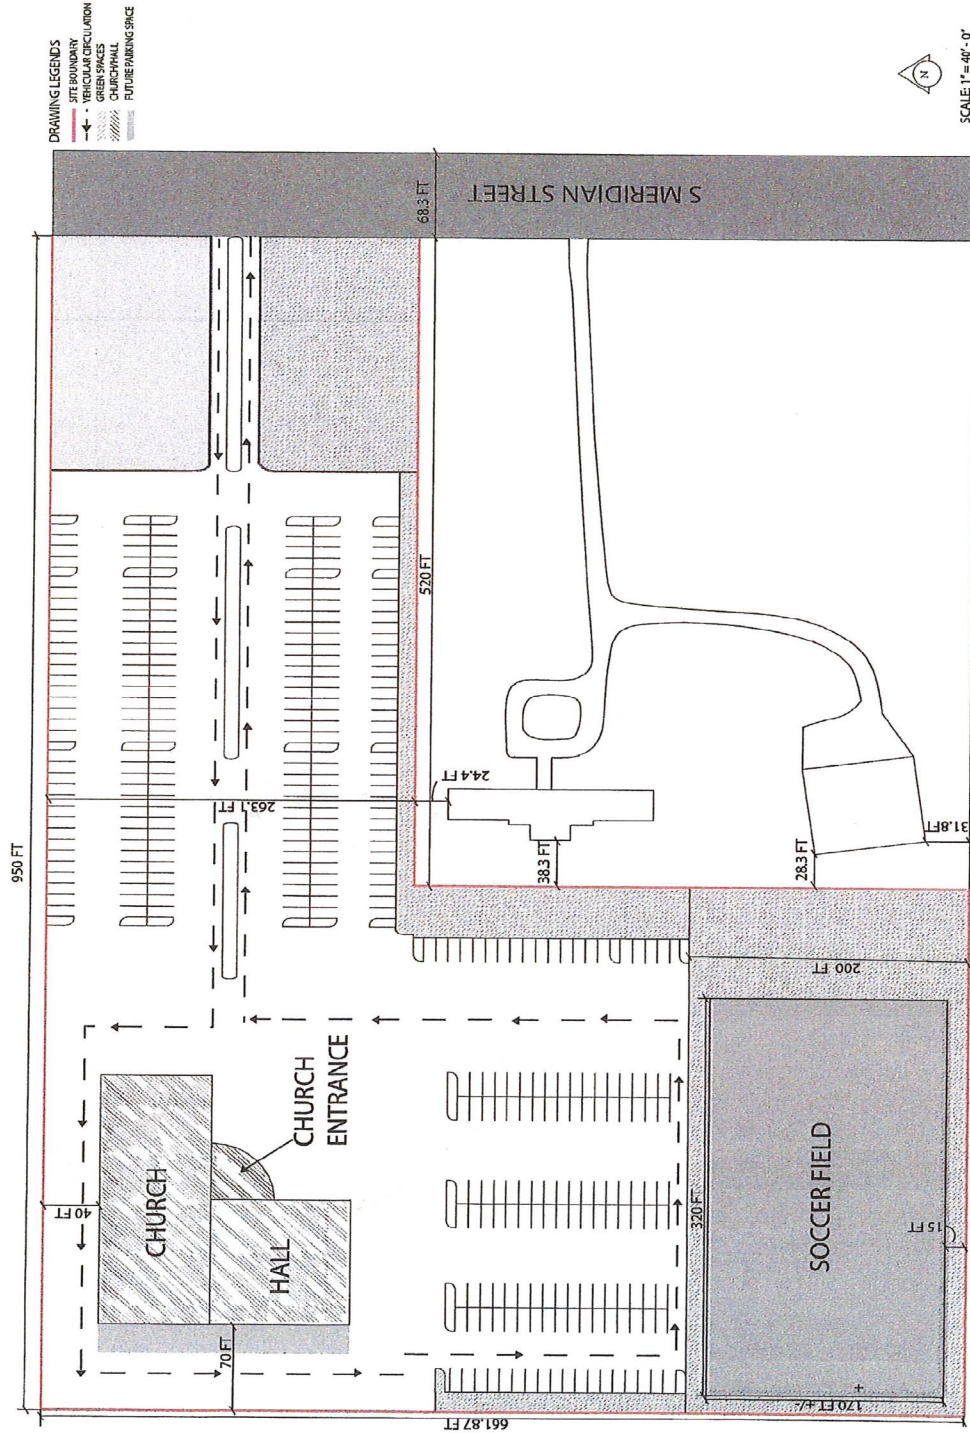 DRAWING LEGENDS
SITE BOUNDARY
VEHICULAR CIRCULATION
GREEN SPACES
CHURCH/HALL
FUTURE PARKING SPACE
950 FT
68.3 FT
S MERIDIAN STREET
520 FT
263.1 FT
24.4 FT
38.3 FT
28.3 FT
31.8FT
40 FT
CHURCH
HALL
CHURCH
ENTRANCE
70 FT
661.87 FT
200 FT
320 FT
SOCCER FIELD
15 FT
170 FT +/-
N
SCALE: 1" = 40' - 0"